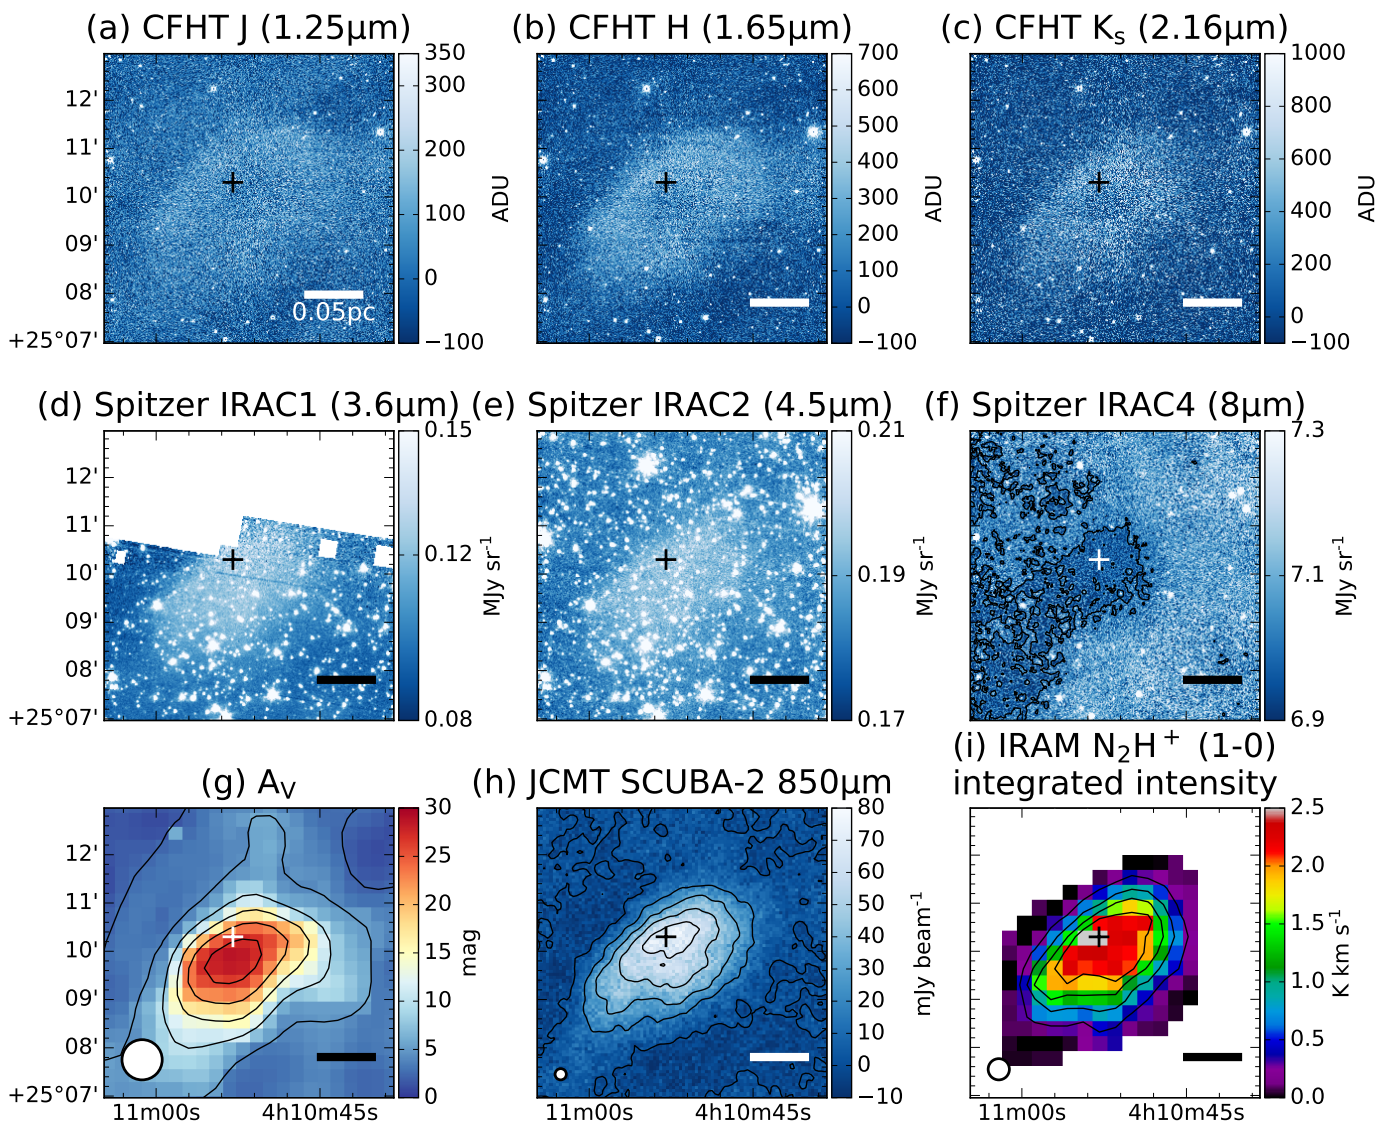 (a) CFHT J (1.25μm)
(b) CFHT H (1.65μm)
(c) CFHT Ks (2.16μm)
12'
11'
10'
09'
08'
+25°07'
0.05pc
350
300
200
100
0
−100
ADU
700
600
500
400
300
200
100
0
−100
ADU
1000
800
600
400
200
0
−100
ADU
(d) Spitzer IRAC1 (3.6μm)
(e) Spitzer IRAC2 (4.5μm)
(f) Spitzer IRAC4 (8μm)
12'
11'
10'
09'
08'
+25°07'
0.15
0.12
0.08
MJy sr⁻¹
0.21
0.19
0.17
MJy sr⁻¹
7.3
7.1
6.9
MJy sr⁻¹
(g) Av
(h) JCMT SCUBA-2 850μm
(i) IRAM N₂H⁺ (1-0)
integrated intensity
12'
10'
09'
08'
+25°07'
11m00s
4h10m45s
30
25
20
15
10
5
0
mag
11m00s
4h10m45s
80
70
60
50
40
30
20
10
0
−10
mJy beam⁻¹
11m00s
4h10m45s
2.5
2.0
1.5
1.0
0.5
0.0
K km s⁻¹